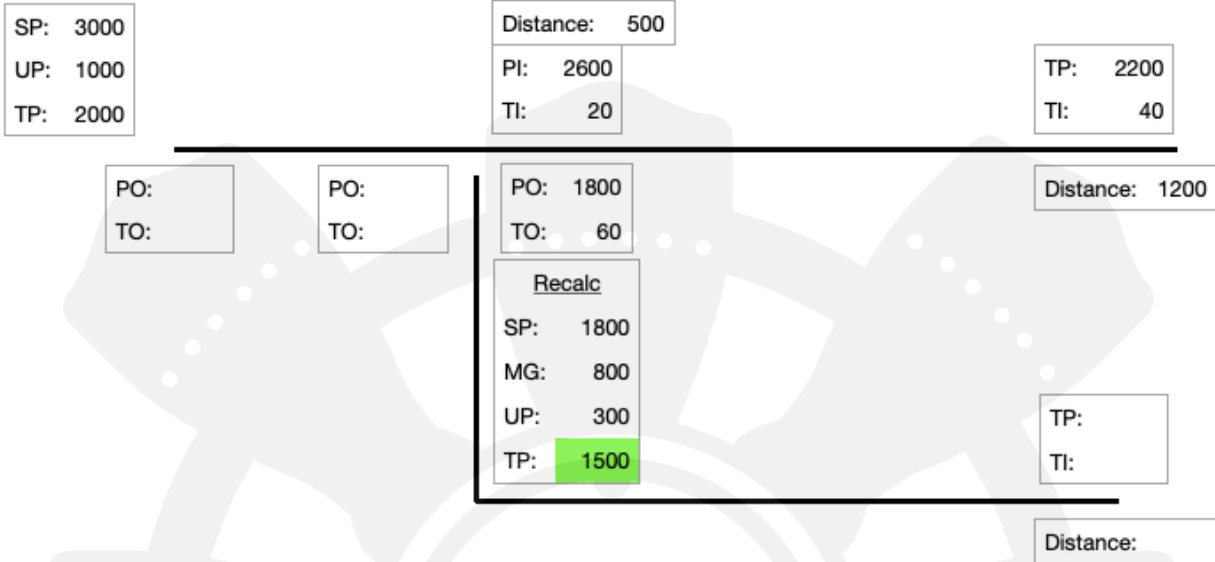 SP: 3000
UP: 1000
TP: 2000
Distance: 500
PI: 2600
TI: 20
TP: 2200
TI: 40
Distance: 1200
PO:
TO:
PO:
TO:
PO: 1800
TO: 60
Recalc
SP: 1800
MG: 800
UP: 300
TP: 1500
TP:
TI:
Distance: